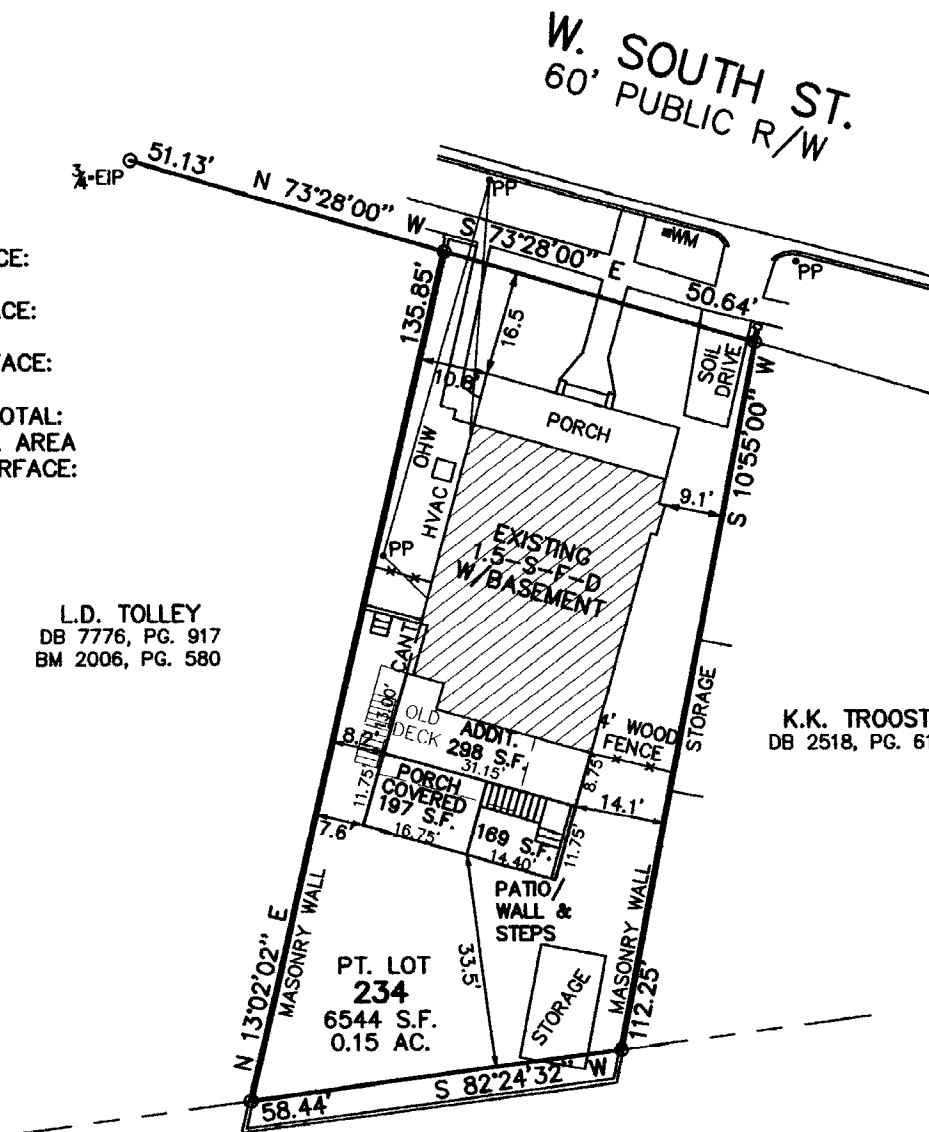 W. SOUTH ST.
60' PUBLIC R/W
3/4"-EIP
51.13'
N 73°28'00" W
S 73°28'00" E
50.64'
PP
WM
PP
CE:
CE:
FACE:
OTAL:
AREA
RFACE:
135.85'
16.5
10.8'
SOIL
DRIVE
PORCH
S 10°55'00" W
9.1'
OHW
HVAC
PP
EXISTING
1.5-S-F-D
W/BASEMENT
L.D. TOLLEY
DB 7776, PG. 917
BM 2006, PG. 580
CANT
STORAGE
K.K. TROOST
DB 2518, PG. 61
4' WOOD
FENCE
OLD
DECK
13.00'
ADDIT.
298 S.F.
31.15'
8.75'
14.1'
11.75'
PORCH
COVERED
197 S.F.
16.75'
169 S.F.
14.40'
11.75'
7.6'
PATIO/
WALL &
STEPS
33.5'
N 13°02'02" E
MASONRY WALL
PT. LOT
234
6544 S.F.
0.15 AC.
STORAGE
MASONRY WALL
112.25'
58.44'
S 82°24'32" W